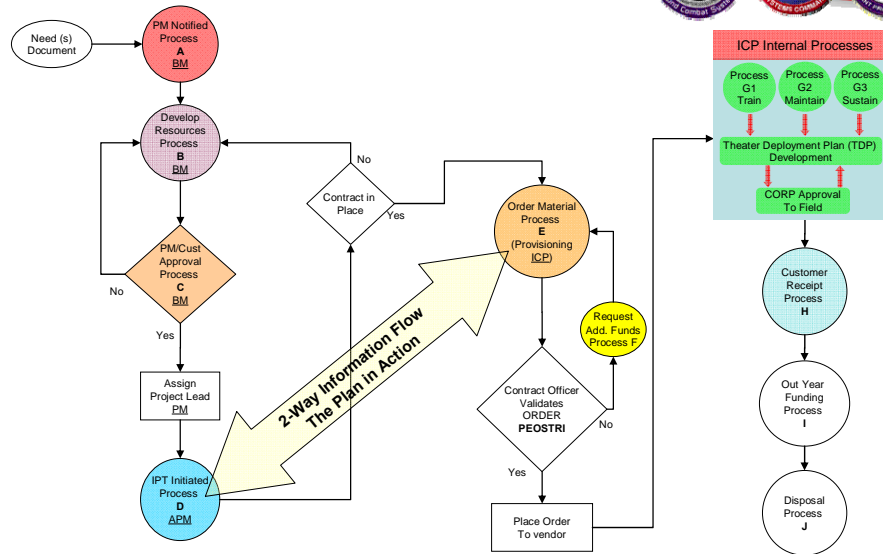 Need (s)
Document
PM Notified
Process
A
BM
Develop
Resources
Process
B
BM
PM/Cust
Approval
Process
C
BM
No
Yes
Assign
Project Lead
PM
IPT Initiated
Process
D
APM
2-Way Information Flow
The Plan in Action
Contract in
Place
No
Yes
Order Material
Process
E
(Provisioning
ICP)
Request
Add. Funds
Process F
Contract Officer
Validates
ORDER
PEOSTRI
No
Yes
Place Order
To vendor
ICP Internal Processes
Process
G1
Train
Process
G2
Maintain
Process
G3
Sustain
Theater Deployment Plan (TDP)
Development
CORP Approval
To Field
Customer
Receipt
Process
H
Out Year
Funding
Process
I
Disposal
Process
J